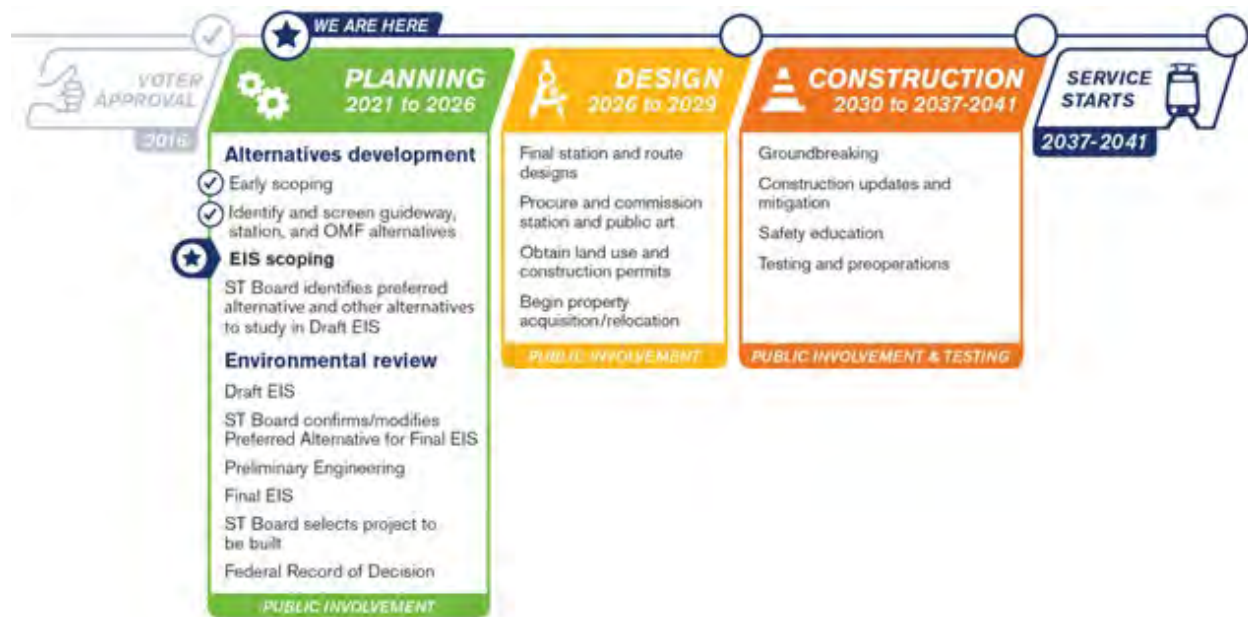 WE ARE HERE
VOTER
APPROVAL
2016
PLANNING
2021 to 2026
Alternatives development
Early scoping
Identify and screen guideway,
station, and OMF alternatives
EIS scoping
ST Board identifies preferred
alternative and other alternatives
to study in Draft EIS
Environmental review
Draft EIS
ST Board confirms/modifies
Preferred Alternative for Final EIS
Preliminary Engineering
Final EIS
ST Board selects project to
be built
Federal Record of Decision
PUBLIC INVOLVEMENT
DESIGN
2026 to 2029
Final station and route
designs
Procure and commission
station and public art
Obtain land use and
construction permits
Begin property
acquisition/relocation
PUBLIC INVOLVEMENT
CONSTRUCTION
2030 to 2037-2041
Groundbreaking
Construction updates and
mitigation
Safety education
Testing and preoperations
PUBLIC INVOLVEMENT & TESTING
SERVICE
STARTS
2037-2041